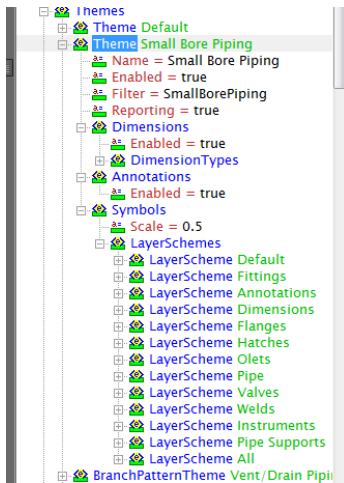 Themes
Theme Default
Theme Small Bore Piping
Name = Small Bore Piping
Enabled = true
Filter = SmallBorePiping
Reporting = true
Dimensions
Enabled = true
DimensionTypes
Annotations
Enabled = true
Symbols
Scale = 0.5
LayerSchemes
LayerScheme Default
LayerScheme Fittings
LayerScheme Annotations
LayerScheme Dimensions
LayerScheme Flanges
LayerScheme Hatches
LayerScheme Olets
LayerScheme Pipe
LayerScheme Valves
LayerScheme Welds
LayerScheme Instruments
LayerScheme Pipe Supports
LayerScheme All
BranchPatternTheme Vent/Drain Pipi